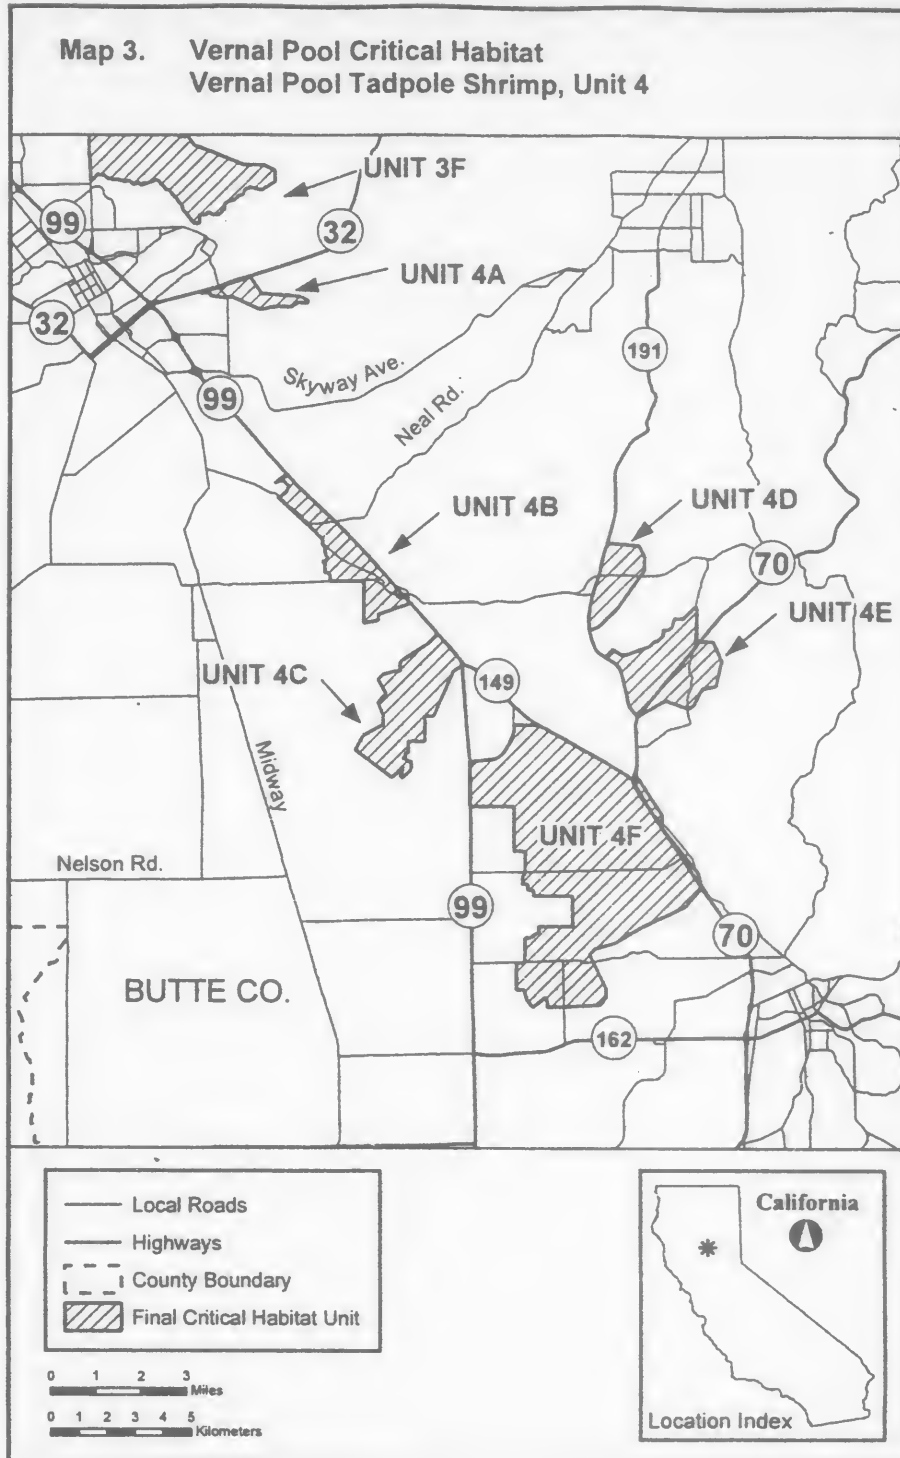 Map 3. Vernal Pool Critical Habitat
Vernal Pool Tadpole Shrimp, Unit 4
UNIT 3F
99
32
UNIT 4A
32
191
Skyway Ave.
99
Neal Rd.
UNIT 4B
UNIT 4D
70
UNIT 4E
UNIT 4C
149
Midway
UNIT 4F
Nelson Rd.
99
70
BUTTE CO.
162
Local Roads
Highways
County Boundary
Final Critical Habitat Unit
0 1 2 3
Miles
0 1 2 3 4 5
Kilometers
California
Location Index